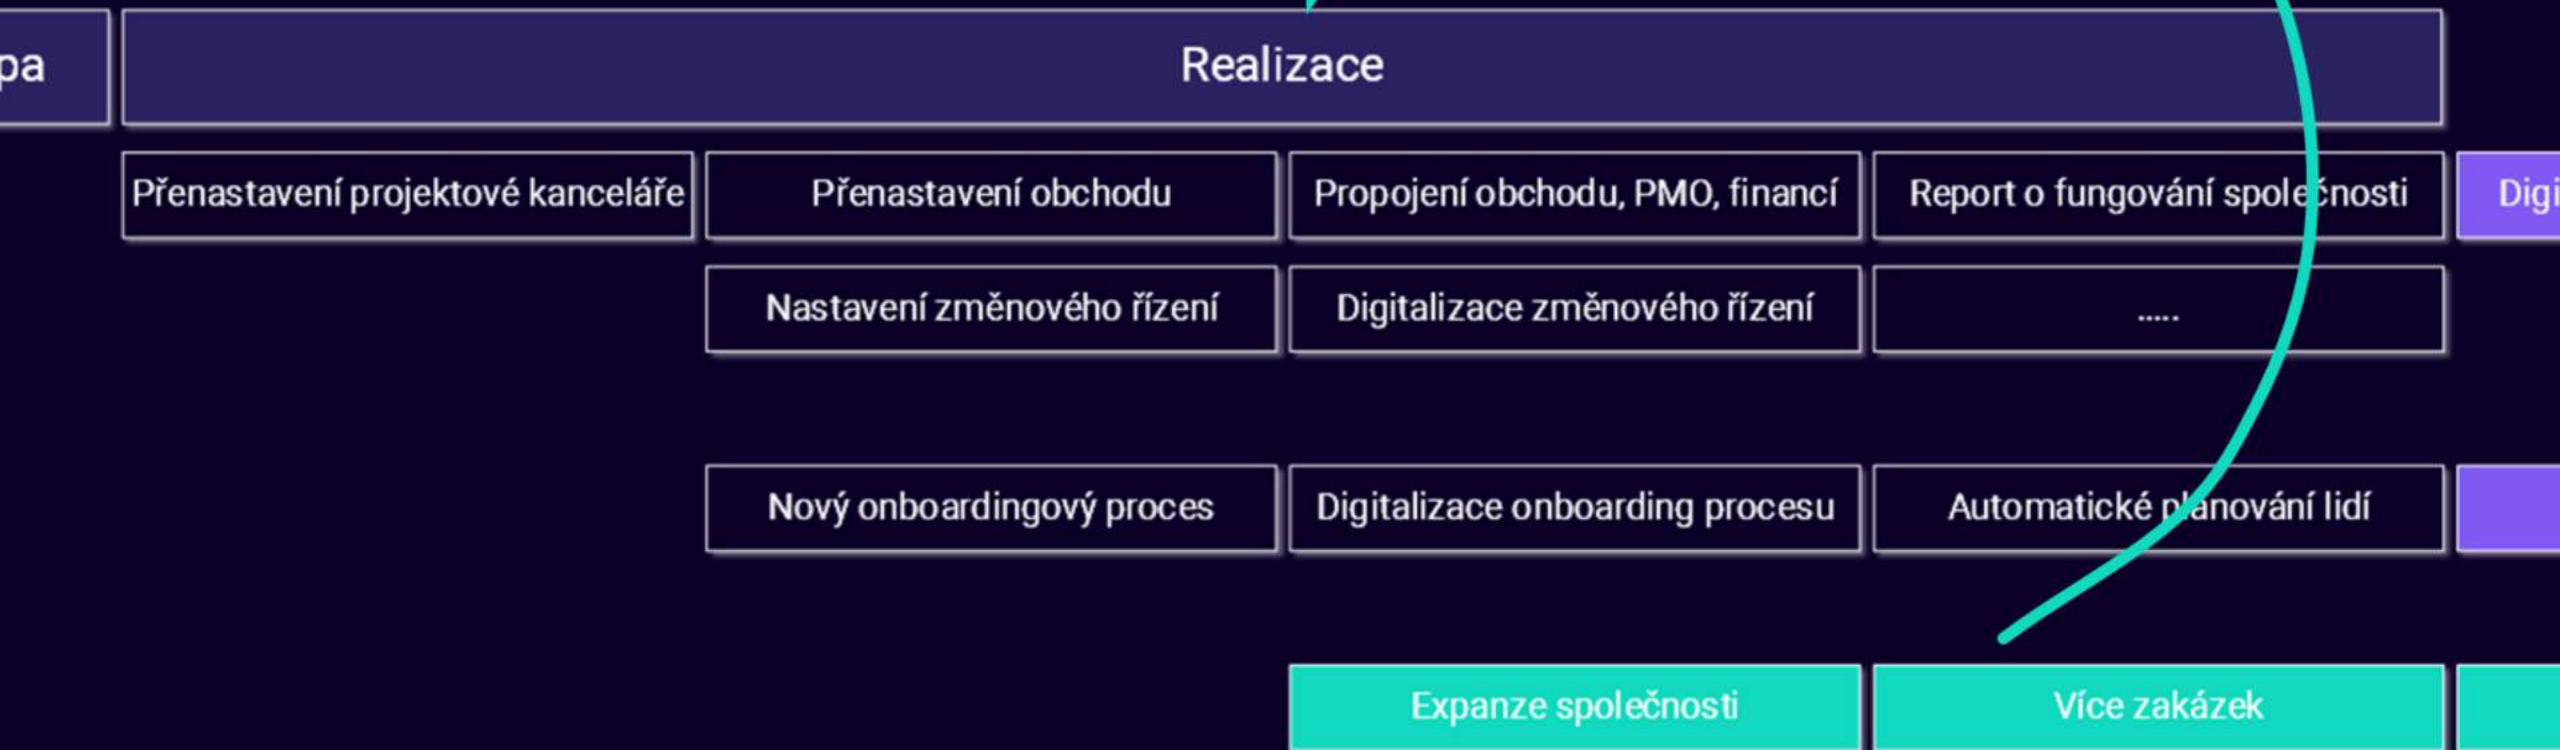 pa
Realizace
Přenastavení projektové kanceláře
Přenastavení obchodu
Propojení obchodu, PMO, financí
Report o fungování společnosti
Digi
Nastavení změnového řízení
Digitalizace změnového řízení
.....
Nový onboardingový proces
Digitalizace onboarding procesu
Automatické plánování lidí
Expanze společnosti
Více zakázek